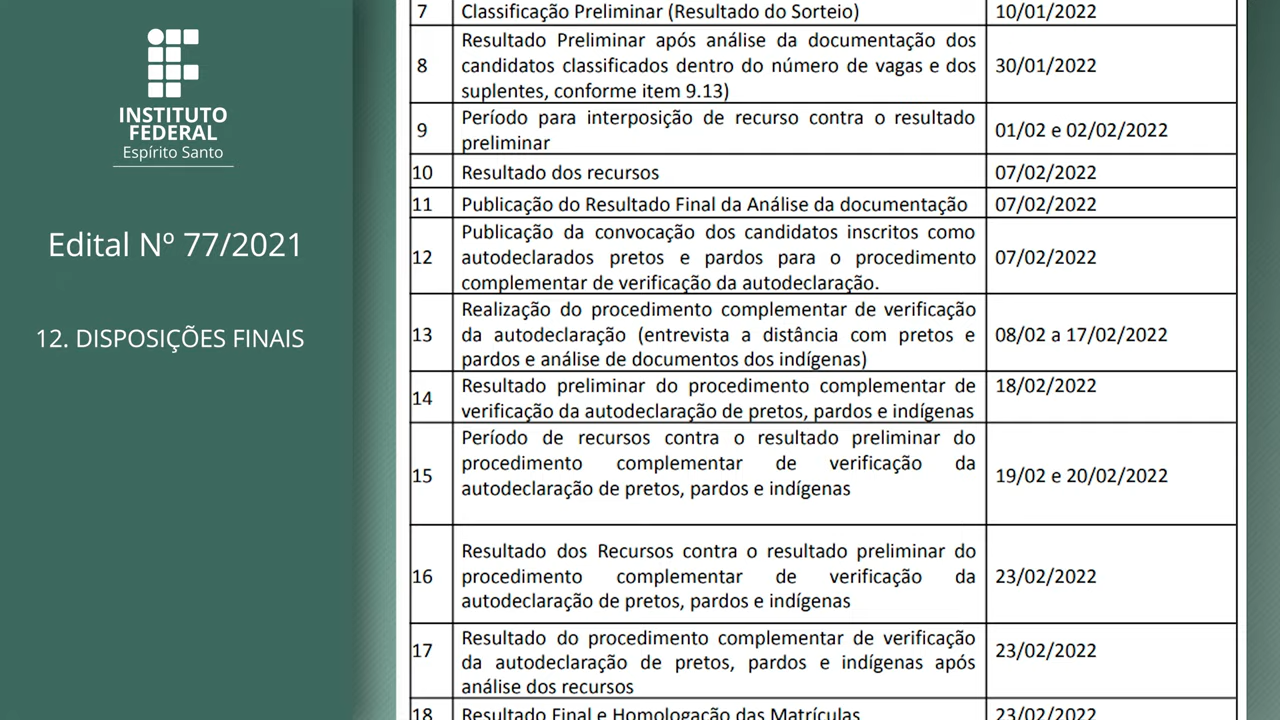 INSTITUTO
FEDERAL
Espírito Santo
Edital Nº 77/2021
12. DISPOSIÇÕES FINAIS
7 Classificação Preliminar (Resultado do Sorteio) 10/01/2022
Resultado Preliminar após análise da documentação dos
8 candidatos classificados dentro do número de vagas e dos 30/01/2022
suplentes, conforme item 9.13)
Período para interposição de recurso contra o resultado
9 01/02 e 02/02/2022
preliminar
10 Resultado dos recursos 07/02/2022
11 Publicação do Resultado Final da Análise da documentação 07/02/2022
Publicação da convocação dos candidatos inscritos como
12 autodeclarados pretos e pardos para o procedimento 07/02/2022
complementar de verificação da autodeclaração.
Realização do procedimento complementar de verificação
13 da autodeclaração (entrevista a distância com pretos e 08/02 a 17/02/2022
pardos e análise de documentos dos indígenas)
Resultado preliminar do procedimento complementar de 18/02/2022
14 verificação da autodeclaração de pretos, pardos e indígenas
Período de recursos contra o resultado preliminar do
procedimento complementar de verificação da
15 autodeclaração de pretos, pardos e indígenas 19/02 e 20/02/2022
Resultado dos Recursos contra o resultado preliminar do
16 procedimento complementar de verificação da 23/02/2022
autodeclaração de pretos, pardos e indígenas
Resultado do procedimento complementar de verificação
17 da autodeclaração de pretos, pardos e indígenas após 23/02/2022
análise dos recursos
18 Resultado Final e Homologação das Matrículas 23/02/2022